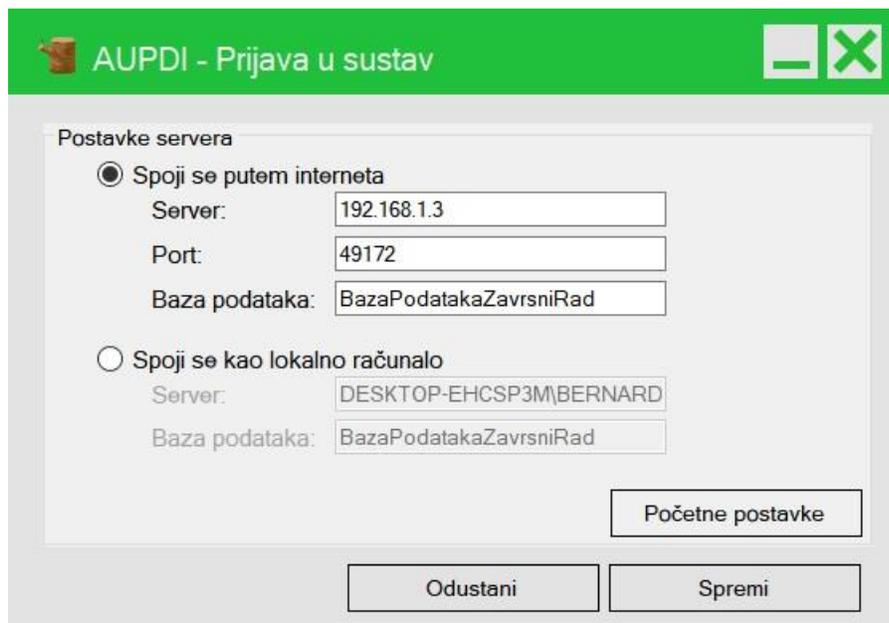 AUPDI - Prijava u sustav
Postavke servera
Spoji se putem interneta
Server: 192.168.1.3
Port: 49172
Baza podataka: BazaPodatakaZavrsniRad
Spoji se kao lokalno računalo
Server: DESKTOP-EHCSP3M\BERNARD
Baza podataka: BazaPodatakaZavrsniRad
Početne postavke
Odustani Spremi